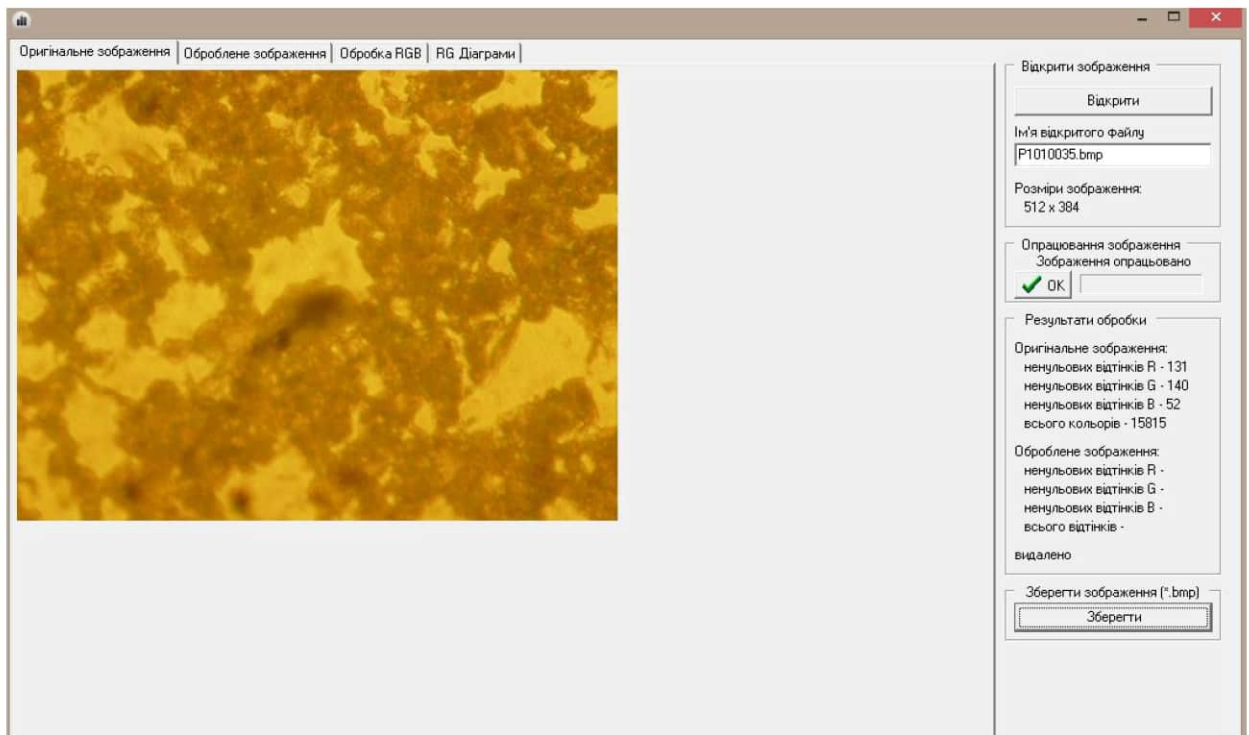 Оригінальне зображення
Оброблене зображення
Обробка RGB
RG Діаграми
Відкрити зображення
Відкрити
Ім'я відкритого файлу
P1010035.bmp
Розміри зображення:
512 x 384
Опрацювання зображення
Зображення опрацьовано
OK
Результати обробки
Оригінальне зображення:
ненульових відтінків R - 131
ненульових відтінків G - 140
ненульових відтінків B - 52
всього кольорів - 15815
Оброблене зображення:
ненульових відтінків R -
ненульових відтінків G -
ненульових відтінків B -
всього відтінків -
видалено
Зберегти зображення (*.bmp)
Зберегти